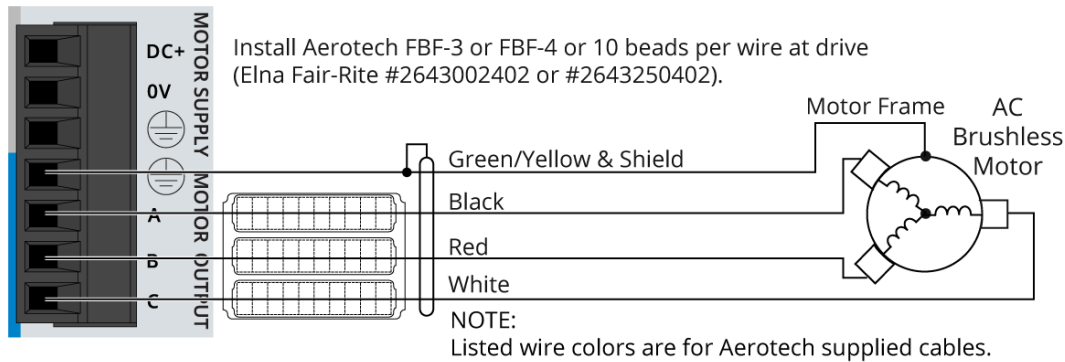 Install Aerotech FBF-3 or FBF-4 or 10 beads per wire at drive
(Elna Fair-Rite #2643002402 or #2643250402).
DC+
0V
A
B
C
MOTOR SUPPLY
MOTOR OUTPUT
Green/Yellow & Shield
Black
Red
White
Motor Frame
AC
Brushless
Motor
NOTE:
Listed wire colors are for Aerotech supplied cables.